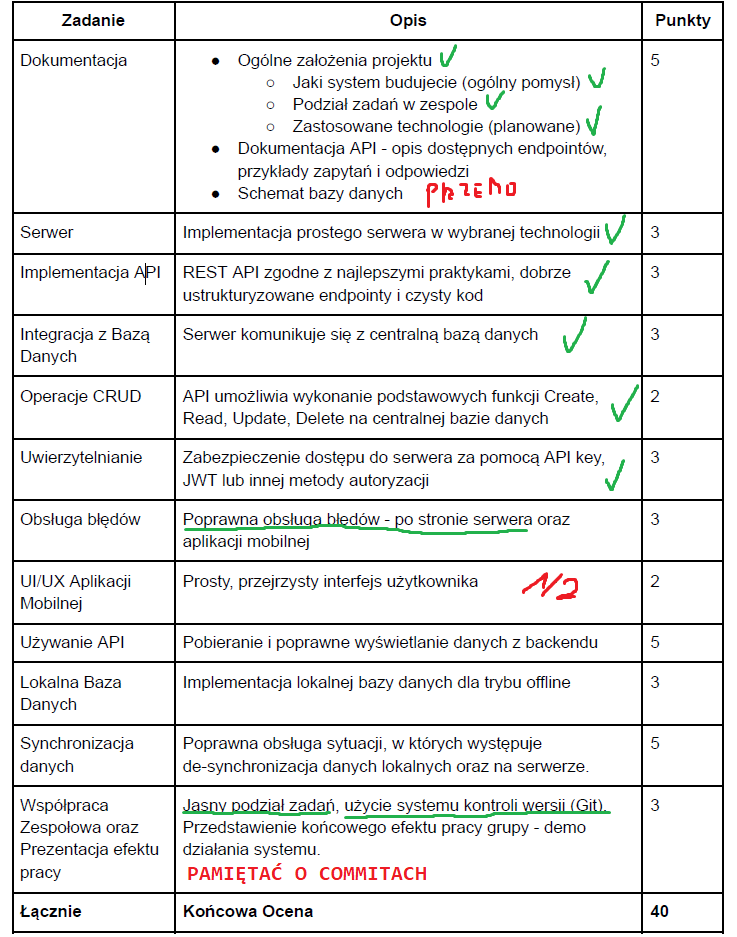 Zadanie Opis Punkty
Dokumentacja ● Ogólne założenia projektu 5
○ Jaki system budujecie (ogólny pomysł)
○ Podział zadań w zespole
○ Zastosowane technologie (planowane)
● Dokumentacja API - opis dostępnych endpointów,
przykłady zapytań i odpowiedzi
● Schemat bazy danych PRZEMO
Serwer Implementacja prostego serwera w wybranej technologii 3
Implementacja API REST API zgodne z najlepszymi praktykami, dobrze 3
ustrukturyzowane endpointy i czysty kod
Integracja z Bazą Serwer komunikuje się z centralną bazą danych 3
Danych
Operacje CRUD API umożliwia wykonanie podstawowych funkcji Create, 2
Read, Update, Delete na centralnej bazie danych
Uwierzytelnianie Zabezpieczenie dostępu do serwera za pomocą API key, 3
JWT lub innej metody autoryzacji
Obsługa błędów Poprawna obsługa błędów - po stronie serwera oraz 3
aplikacji mobilnej
UI/UX Aplikacji Prosty, przejrzysty interfejs użytkownika 1/2 2
Mobilnej
Używanie API Pobieranie i poprawne wyświetlanie danych z backendu 5
Lokalna Baza Implementacja lokalnej bazy danych dla trybu offline 3
Danych
Synchronizacja Poprawna obsługa sytuacji, w których występuje 5
danych de-synchronizacja danych lokalnych oraz na serwerze.
Współpraca Jasny podział zadań, użycie systemu kontroli wersji (Git). 3
Zespołowa oraz Przedstawienie końcowego efektu pracy grupy - demo
Prezentacja efektu działania systemu.
pracy PAMIĘTAĆ O COMMITACH
Łącznie Końcowa Ocena 40